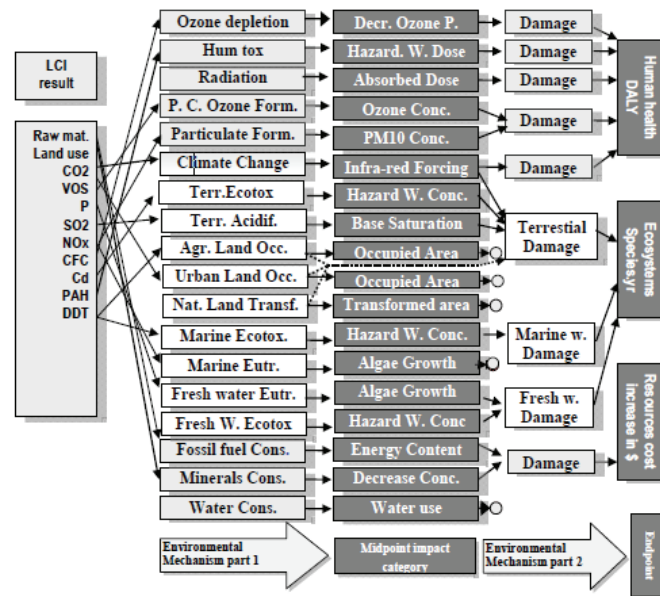 LCI
result
Raw mat.
Land use
CO2
VOS
P
SO2
NOx
CFC
Cd
PAH
DDT
Ozone depletion
Hum tox
Radiation
P. C. Ozone Form.
Particulate Form.
Climate Change
Terr.Ecotox
Terr. Acidif.
Agr. Land Occ.
Urban Land Occ.
Nat. Land Transf.
Marine Ecotox.
Marine Eutr.
Fresh water Eutr.
Fresh W. Ecotox
Fossil fuel Cons.
Minerals Cons.
Water Cons.
Decr. Ozone P.
Hazard. W. Dose
Absorbed Dose
Ozone Conc.
PM10 Conc.
Infra-red Forcing
Hazard W. Conc.
Base Saturation
Occupied Area
Occupied Area
Transformed area
Hazard W. Conc.
Algae Growth
Algae Growth
Hazard W. Conc
Energy Content
Decrease Conc.
Water use
Damage
Damage
Damage
Damage
Damage
Terrestial
Damage
Marine w.
Damage
Fresh w.
Damage
Damage
Human health
DALY
Ecosystems
Species.yr
Resources cost
increase in $
Environmental
Mechanism part 1
Midpoint impact
category
Environmental
Mechanism part 2
Endpoint